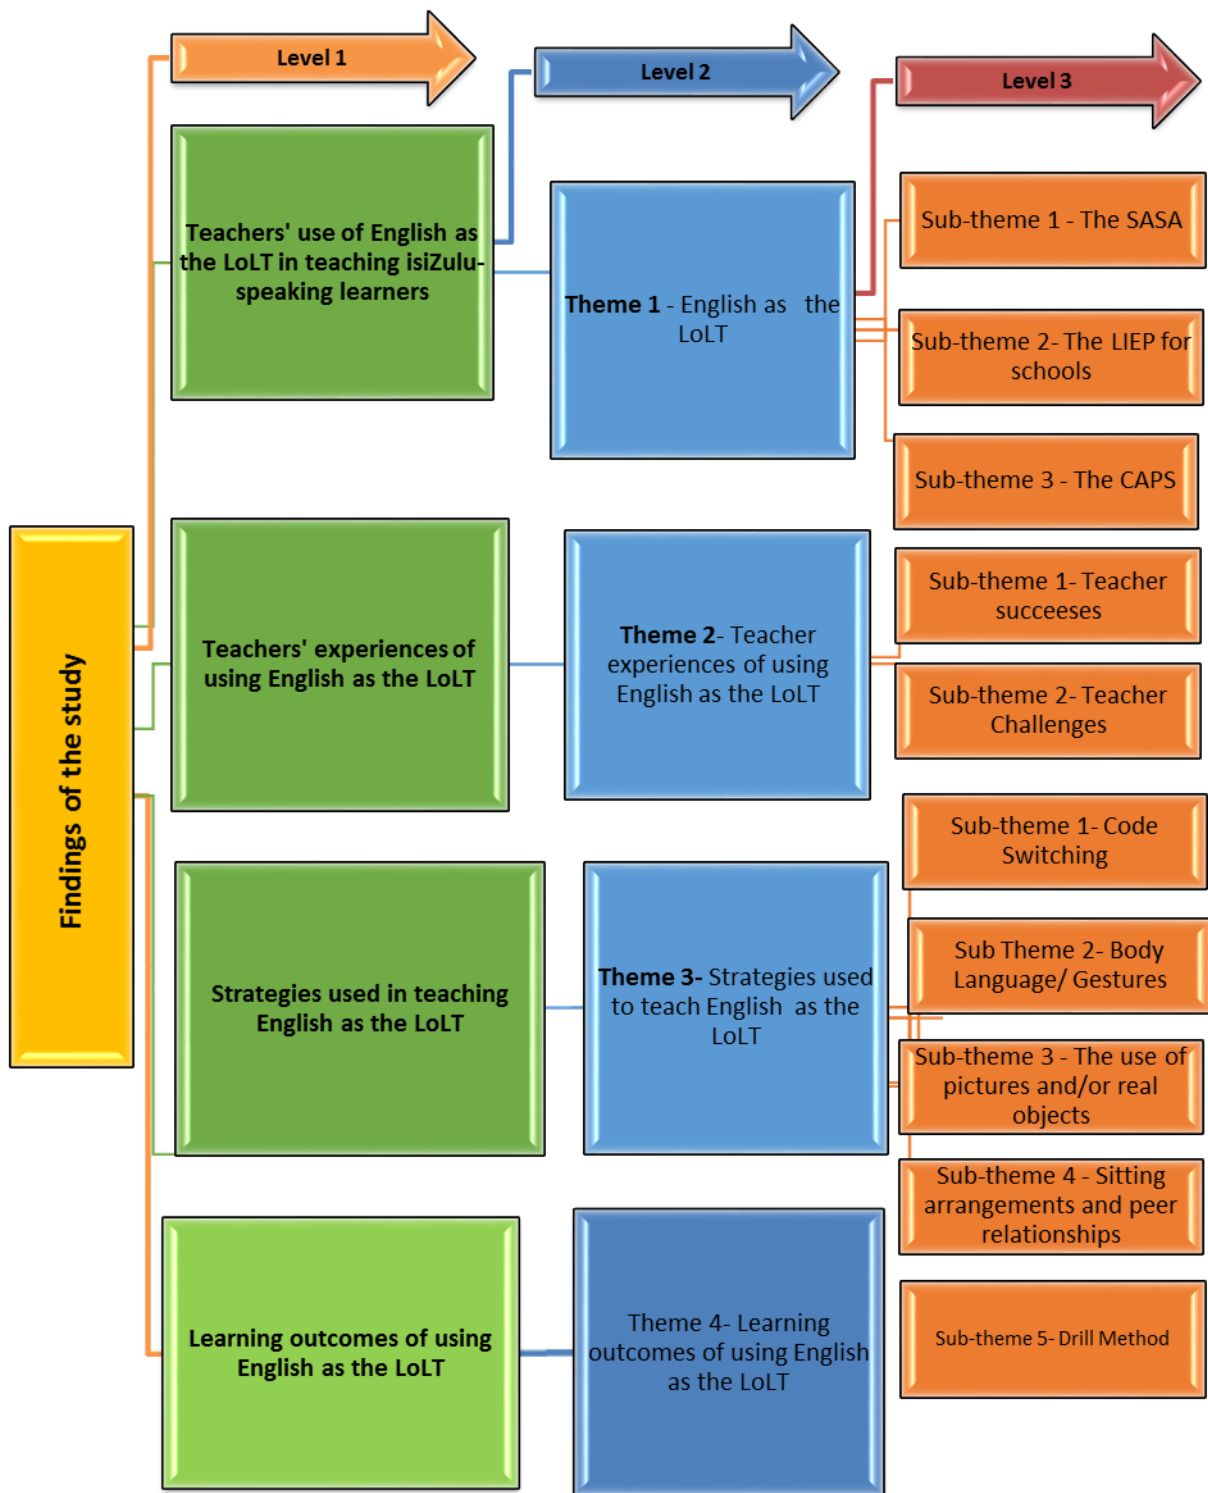 Level 1
Level 2
Level 3
Teachers' use of English as
the LoLT in teaching isiZulu-
speaking learners
Theme 1 - English as the
LoLT
Sub-theme 1 - The SASA
Sub-theme 2- The LIEP for
schools
Sub-theme 3 - The CAPS
Findings of the study
Teachers' experiences of
using English as the LoLT
Theme 2- Teacher
experiences of using
English as the LoLT
Sub-theme 1- Teacher
succeeses
Sub-theme 2- Teacher
Challenges
Strategies used in teaching
English as the LoLT
Theme 3- Strategies used
to teach English as the
LoLT
Sub-theme 1- Code
Switching
Sub Theme 2- Body
Language/ Gestures
Sub-theme 3 - The use of
pictures and/or real
objects
Sub-theme 4 - Sitting
arrangements and peer
relationships
Sub-theme 5- Drill Method
Learning outcomes of using
English as the LoLT
Theme 4- Learning
outcomes of using English
as the LoLT